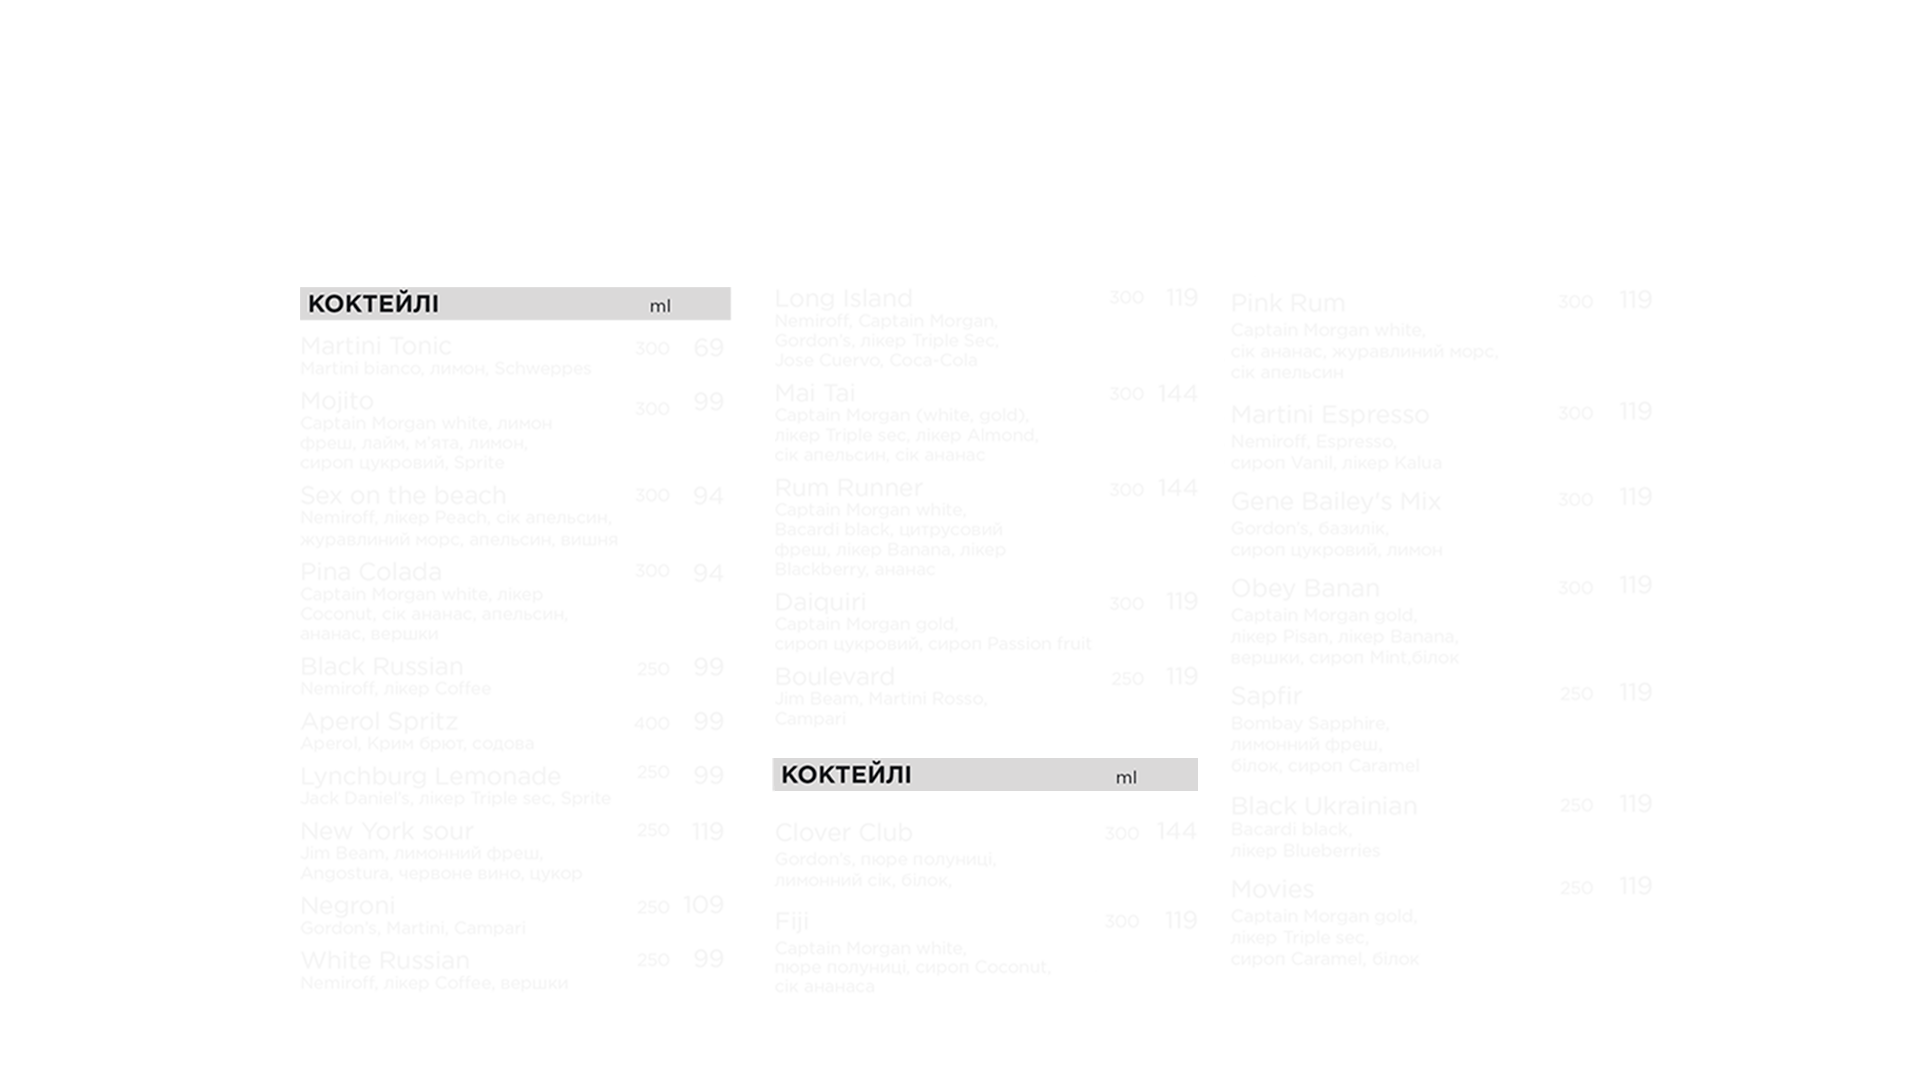 КОКТЕЙЛІ ml
Martini Tonic 300 69
Martini bianco, лимон, Schweppes
Mojito 300 99
Captain Morgan white, лимон
фреш, лайм, м'ята, лимон,
сироп цукровий, Sprite
Sex on the beach 300 94
Nemiroff, лікер Peach, сік апельсин,
журавлиний морс, апельсин, вишня
Pina Colada 300 94
Captain Morgan white, лікер
Coconut, сік ананас, апельсин,
ананас, вершки
Black Russian 250 99
Nemiroff, лікер Coffee
Aperol Spritz 400 99
Aperol, Крим брют, содова
Lynchburg Lemonade 250 99
Jack Daniel's, лікер Triple sec, Sprite
New York sour 250 119
Jim Beam, лимонний фреш,
Angostura, червоне вино, цукор
Negroni 250 109
Gordon's, Martini, Campari
White Russian 250 99
Nemiroff, лікер Coffee, вершки
Long Island 300 119
Nemiroff, Captain Morgan,
Gordon's, лікер Triple Sec,
Jose Cuervo, Coca-Cola
Mai Tai 300 144
Captain Morgan (white, gold),
лікер Triple sec, лікер Almond,
сік апельсин, сік ананас
Rum Runner 300 144
Captain Morgan white,
Bacardi black, цитрусовий
фреш, лікер Banana, лікер
Blackberry, ананас
Daiquiri 300 119
Captain Morgan gold,
сироп цукровий, сироп Passion fruit
Boulevard 250 119
Jim Beam, Martini Rosso,
Campari
КОКТЕЙЛІ ml
Clover Club 300 144
Gordon's, пюре полуниці,
лимонний сік, білок,
Fiji 300 119
Captain Morgan white,
пюре полуниці, сироп Coconut,
сік ананаса
Pink Rum 300 119
Captain Morgan white,
сік ананас, журавлиний морс,
сік апельсин
Martini Espresso 300 119
Nemiroff, Espresso,
сироп Vanil, лікер Kalua
Gene Bailey's Mix 300 119
Gordon's, базилік,
сироп цукровий, лимон
Obey Banan 300 119
Captain Morgan gold,
лікер Pisan, лікер Banana,
вершки, сироп Mint,білок
Sapfir 250 119
Bombay Sapphire,
лимонний фреш,
білок, сироп Caramel
Black Ukrainian 250 119
Bacardi black,
лікер Blueberries
Movies 250 119
Captain Morgan gold,
лікер Triple sec,
сироп Caramel, білок